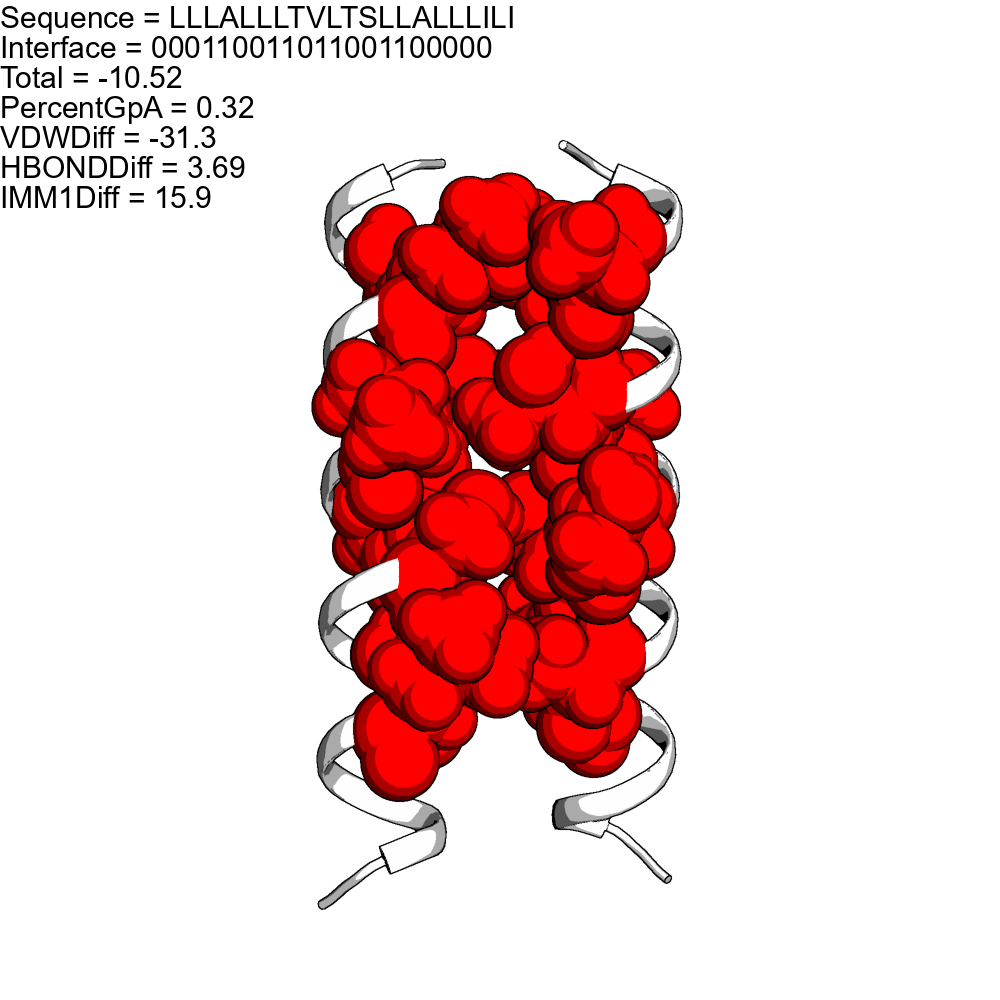 Sequence = LLLALLLTVLTSLLALLLILI
Interface = 000110011011001100000
Total = -10.52
PercentGpA = 0.32
VDWDiff = -31.3
HBONDDiff = 3.69
IMM1Diff = 15.9